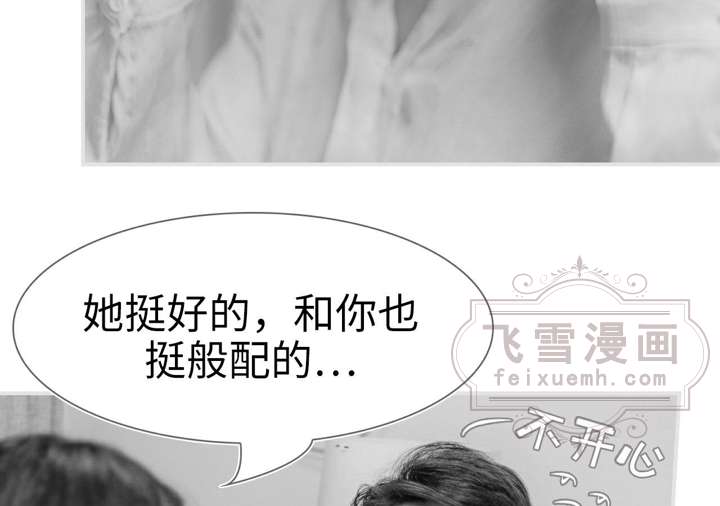 她挺好的，和你也
挺般配的...
飞雪漫画
feixuemh.com
一不开心